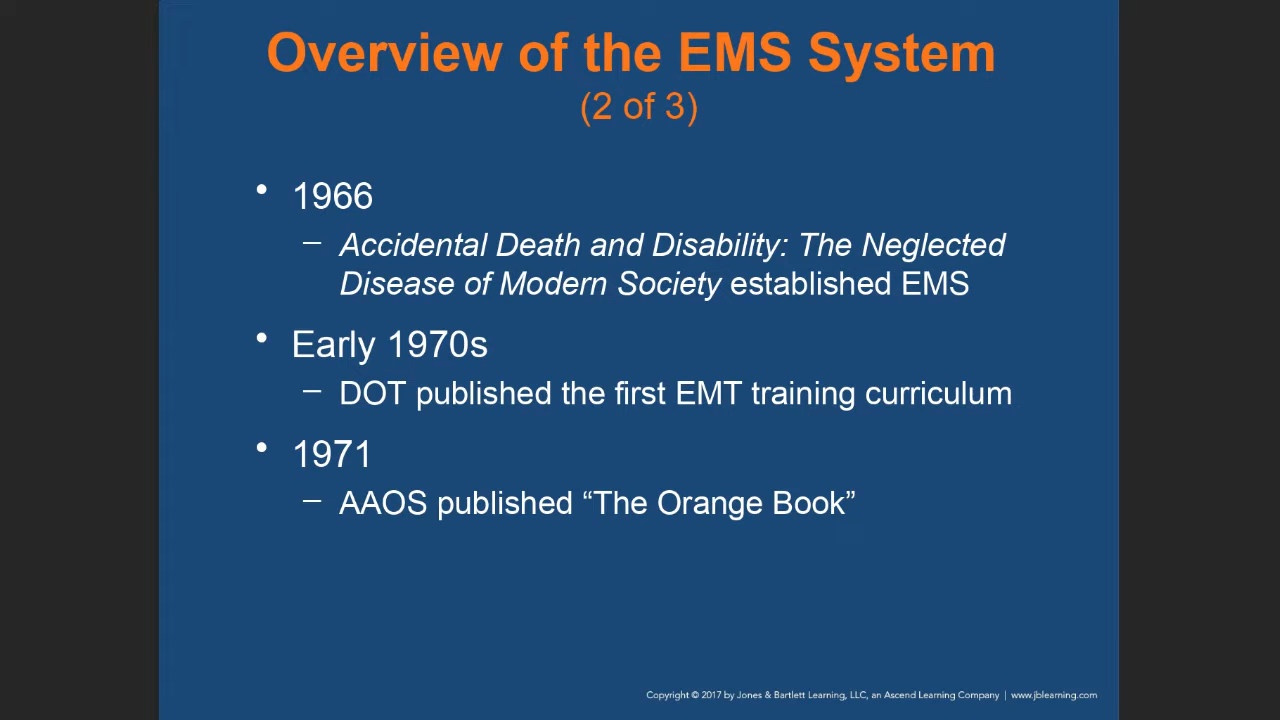 Overview of the EMS System
(2 of 3)
• 1966
– Accidental Death and Disability: The Neglected
Disease of Modern Society established EMS
• Early 1970s
– DOT published the first EMT training curriculum
• 1971
– AAOS published “The Orange Book”
Copyright © 2017 by Jones & Bartlett Learning, LLC, an Ascend Learning Company | www.jblearning.com